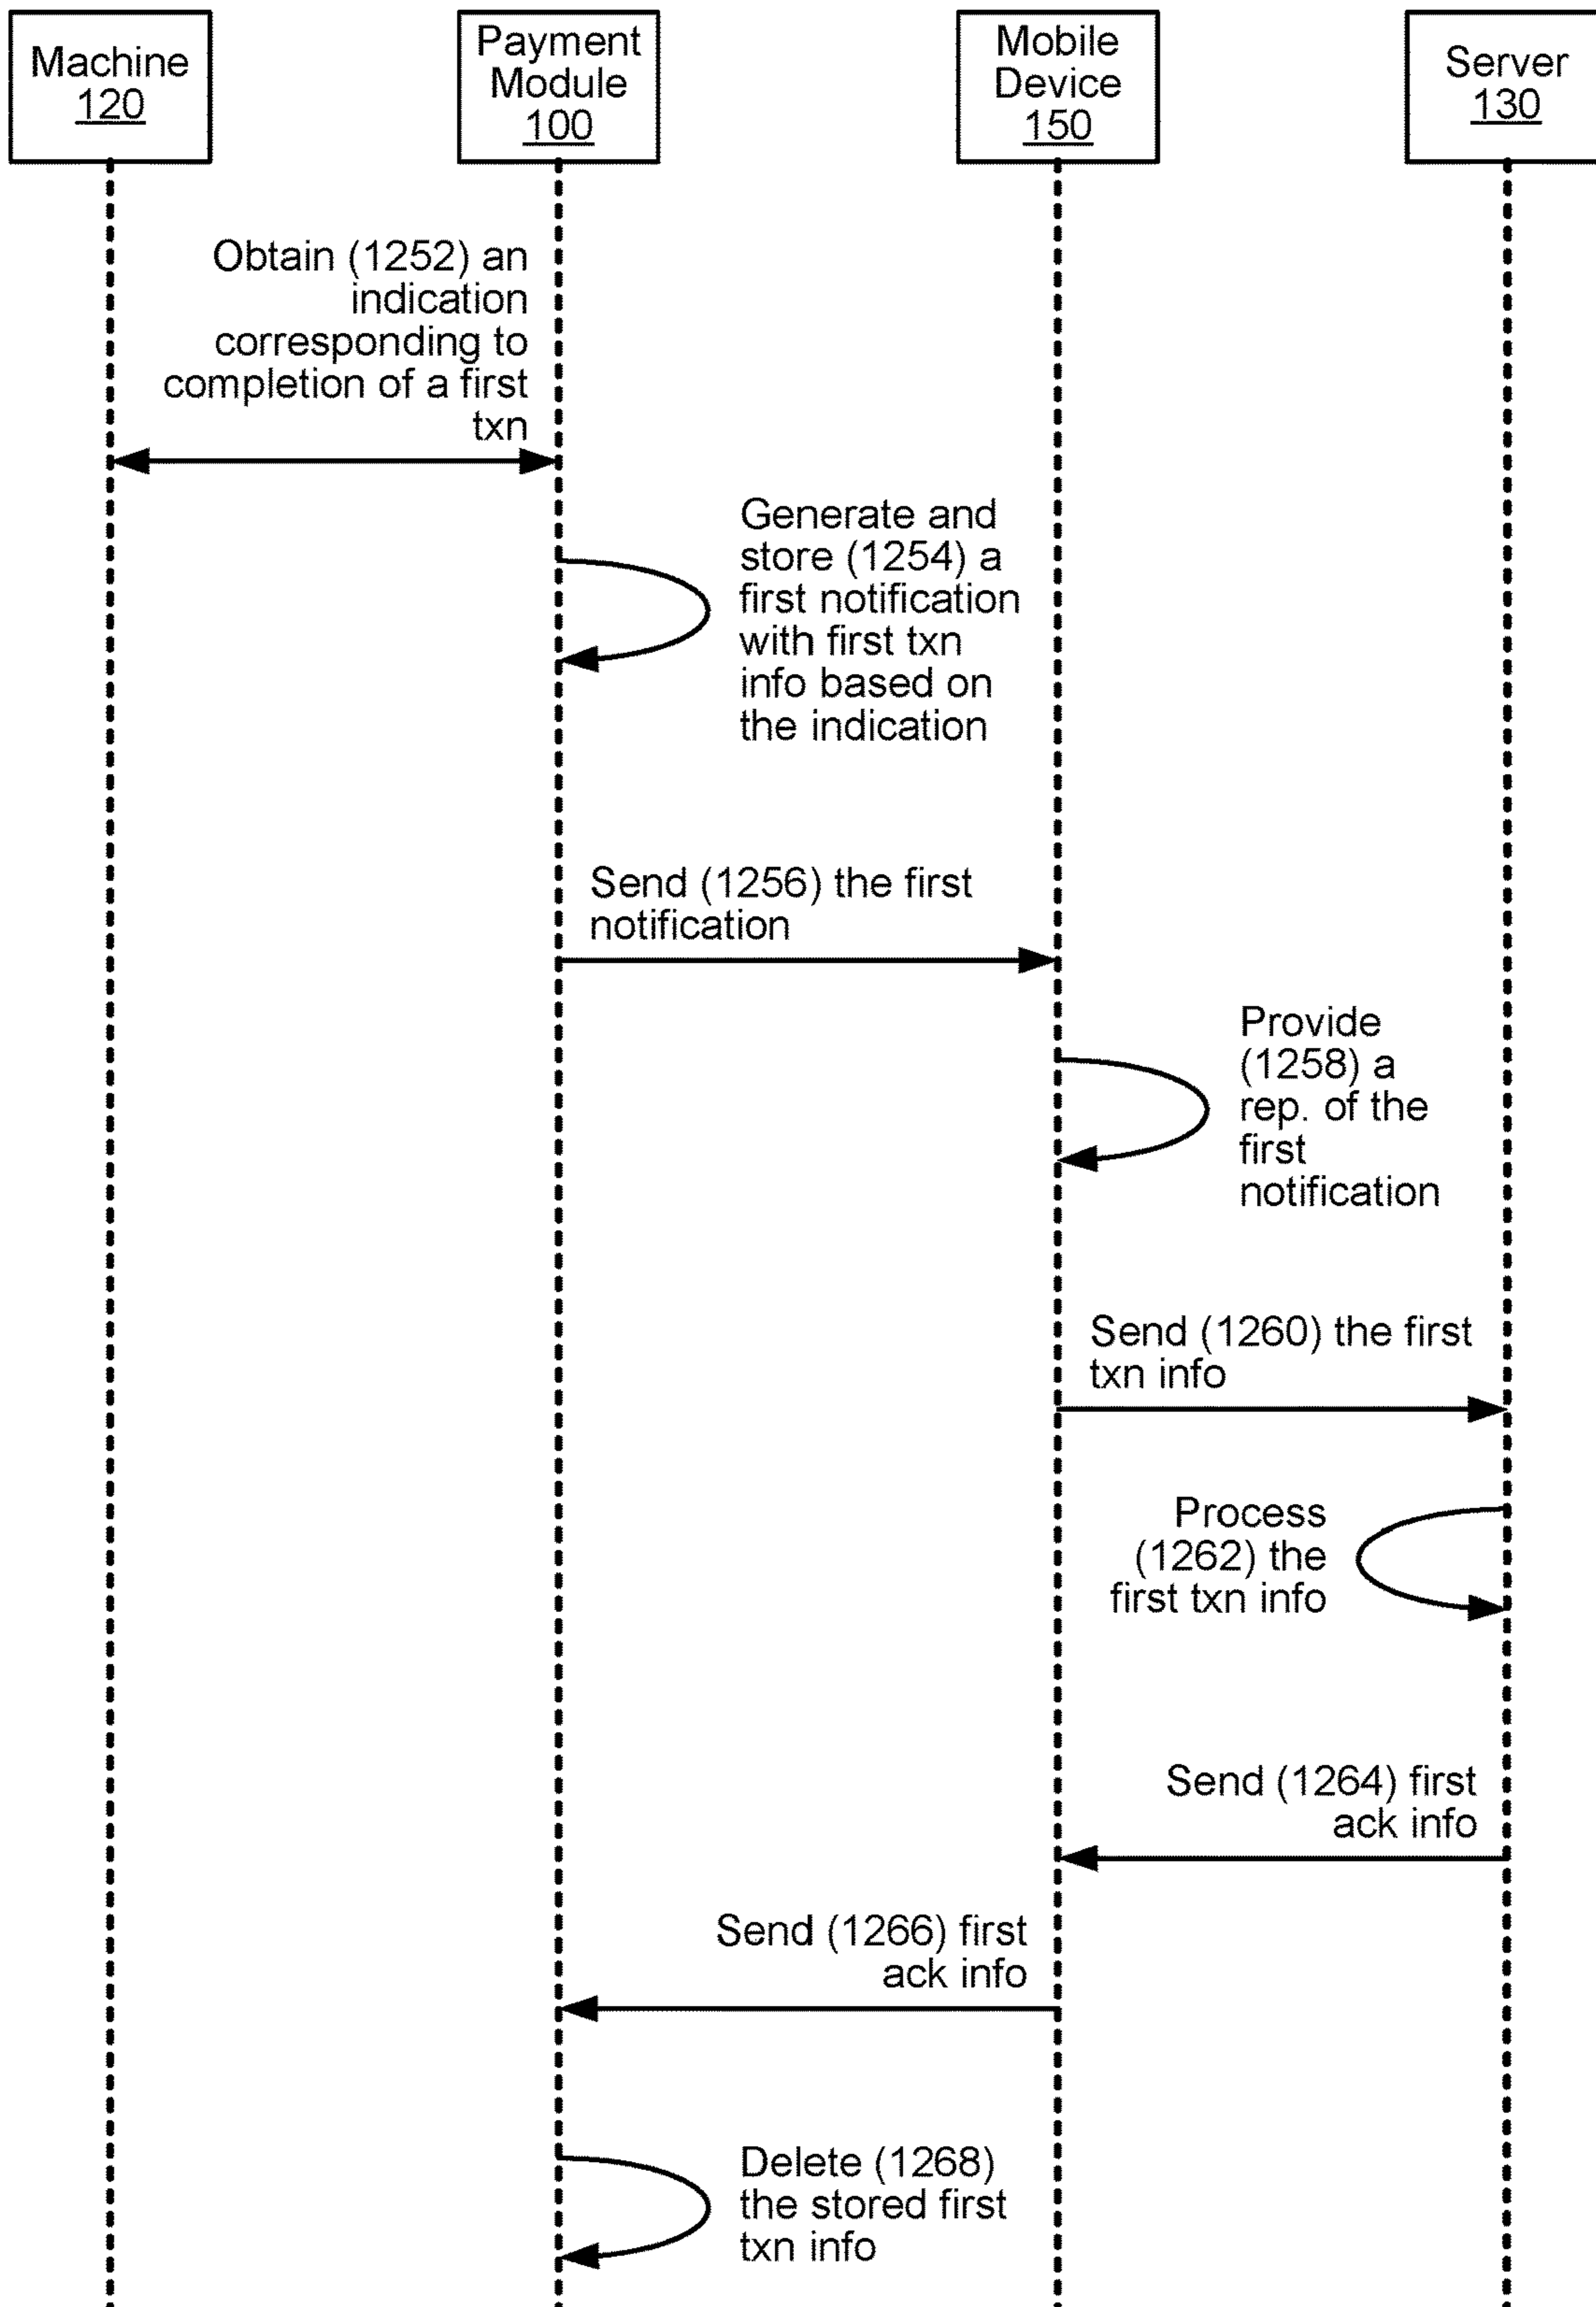 Machine
120
Payment
Module
100
Mobile
Device
150
Server
130
Obtain (1252) an
indication
corresponding to
completion of a first
txn
Generate and
store (1254) a
first notification
with first txn
info based on
the indication
Send (1256) the first
notification
Provide
(1258) a
rep. of the
first
notification
Send (1260) the first
txn info
Process
(1262) the
first txn info
Send (1264) first
ack info
Send (1266) first
ack info
Delete (1268)
the stored first
txn info